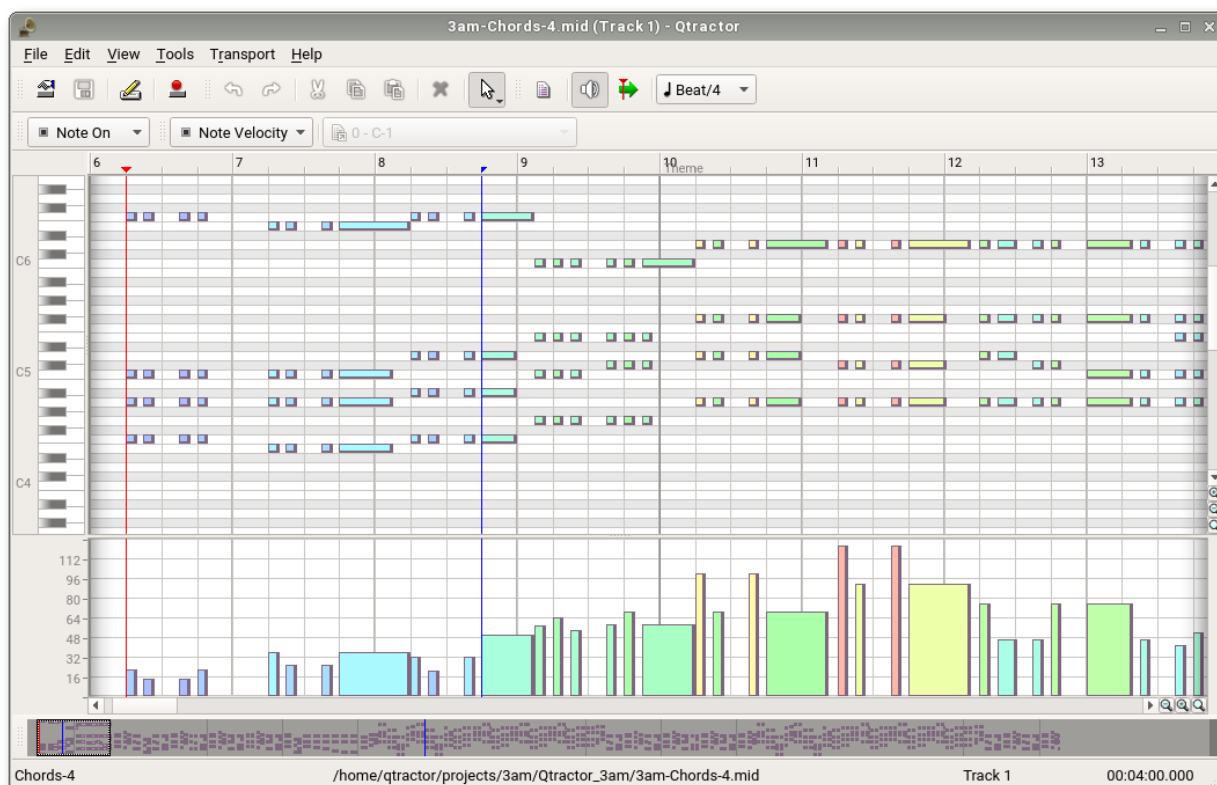 3am-Chords-4.mid (Track 1) - Qtractor
File Edit View Tools Transport Help
Beat/4
Note On Note Velocity 0 - C-1
6 7 8 9 10 11 12 13
Theme
C6
C5
C4
112
96
80
64
48
32
16
Chords-4 /home/qtractor/projects/3am/Qtractor_3am/3am-Chords-4.mid Track 1 00:04:00.000